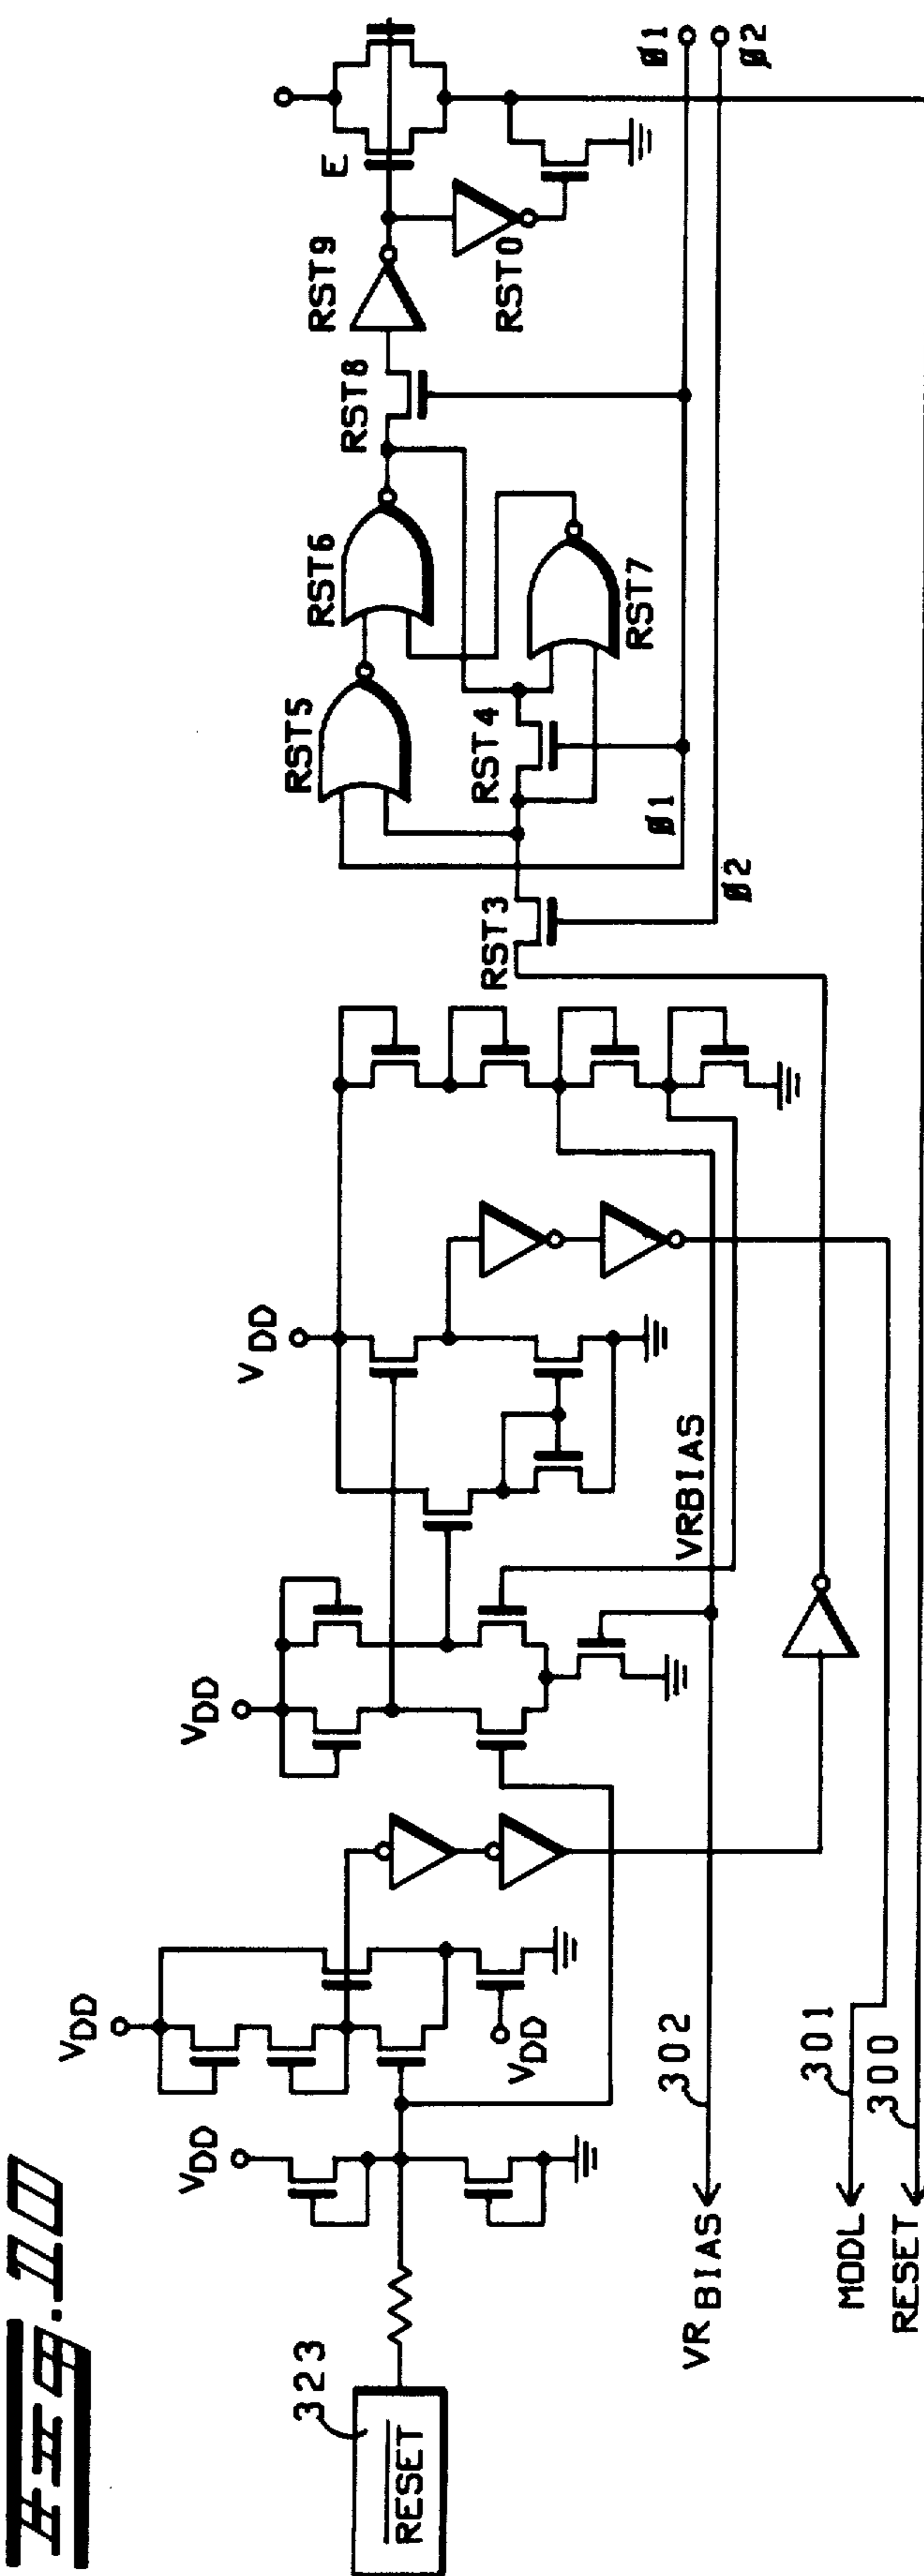 Fig. 10
VDD
VDD
VDD
VDD
323
RESET
VDD
E
RST9
RST8
RST6
RST5
RST0
RST4
RST3
RST7
Ø1
Ø2
Ø1
Ø2
VRBIAS
302
VR BIAS
301
MODL
300
RESET